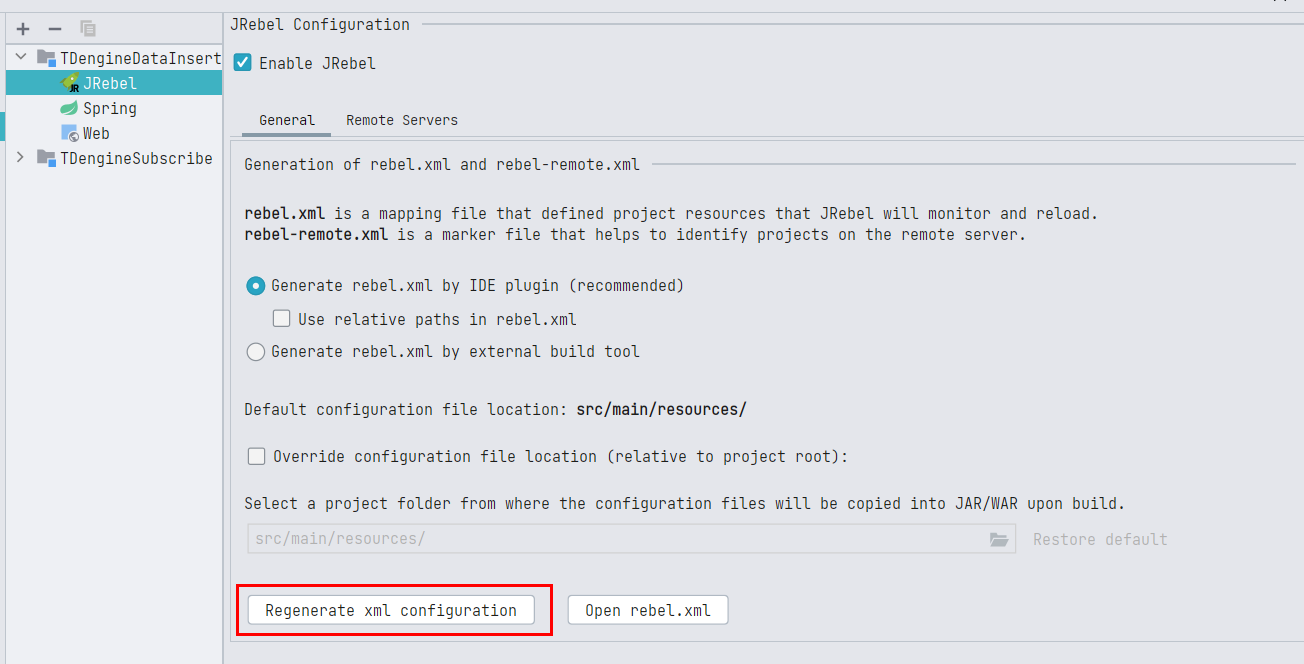 JRebel Configuration
TDengineDataInsert
JRebel
Spring
Web
TDengineSubscribe
Enable JRebel
General Remote Servers
Generation of rebel.xml and rebel-remote.xml
rebel.xml is a mapping file that defined project resources that JRebel will monitor and reload.
rebel-remote.xml is a marker file that helps to identify projects on the remote server.
Generate rebel.xml by IDE plugin (recommended)
Use relative paths in rebel.xml
Generate rebel.xml by external build tool
Default configuration file location: src/main/resources/
Override configuration file location (relative to project root):
Select a project folder from where the configuration files will be copied into JAR/WAR upon build.
src/main/resources/ Restore default
Regenerate xml configuration Open rebel.xml